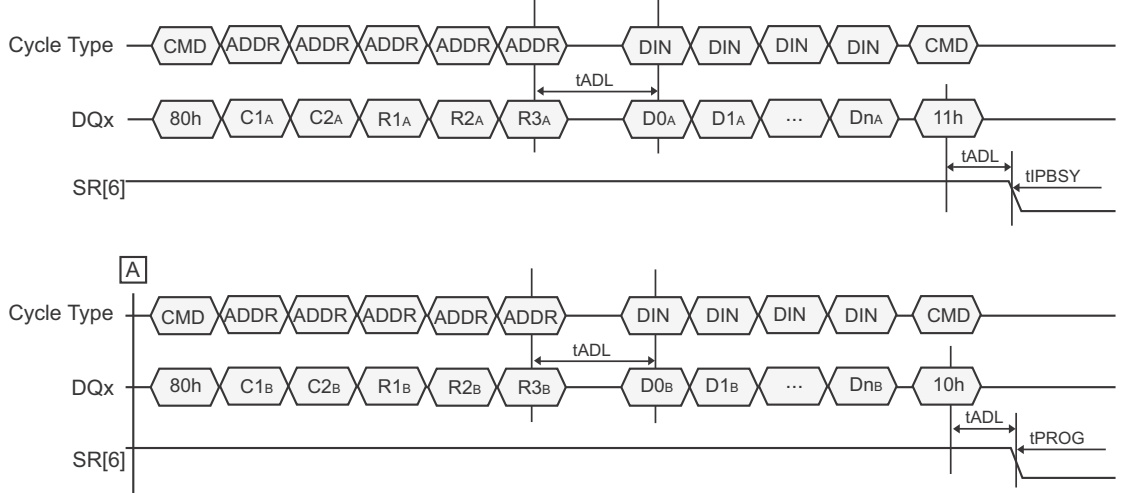 Cycle Type CMD ADDR ADDR ADDR ADDR ADDR DIN DIN DIN DIN CMD
tADL
DQx 80h C1A C2A R1A R2A R3A D0A D1A ... DnA 11h
tADL
SR[6] tIPBSY
A
Cycle Type CMD ADDR ADDR ADDR ADDR ADDR DIN DIN DIN DIN CMD
tADL
DQx 80h C1B C2B R1B R2B R3B D0B D1B ... DnB 10h
tADL
SR[6] tPROG